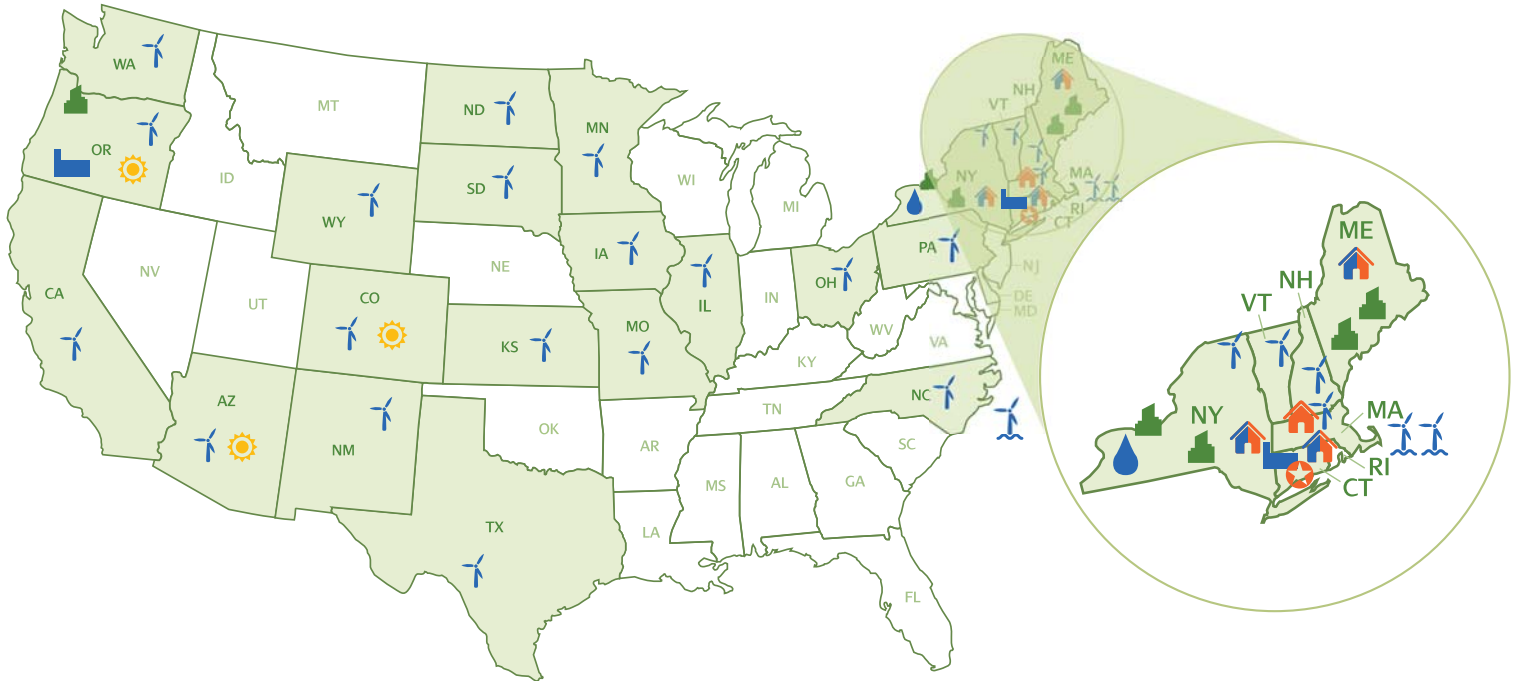 WA
MT
ND
MN
OR
ID
WY
SD
WI
MI
IA
NE
NV
UT
CA
CO
IL
IN
OH
PA
KS
MO
KY
WV
VA
AZ
NM
OK
AR
TN
NC
SC
TX
LA
MS
AL
GA
FL
ME
NH
VT
NY
MA
RI
CT
NJ
DE
MD
ME
NH
VT
NY
MA
RI
CT